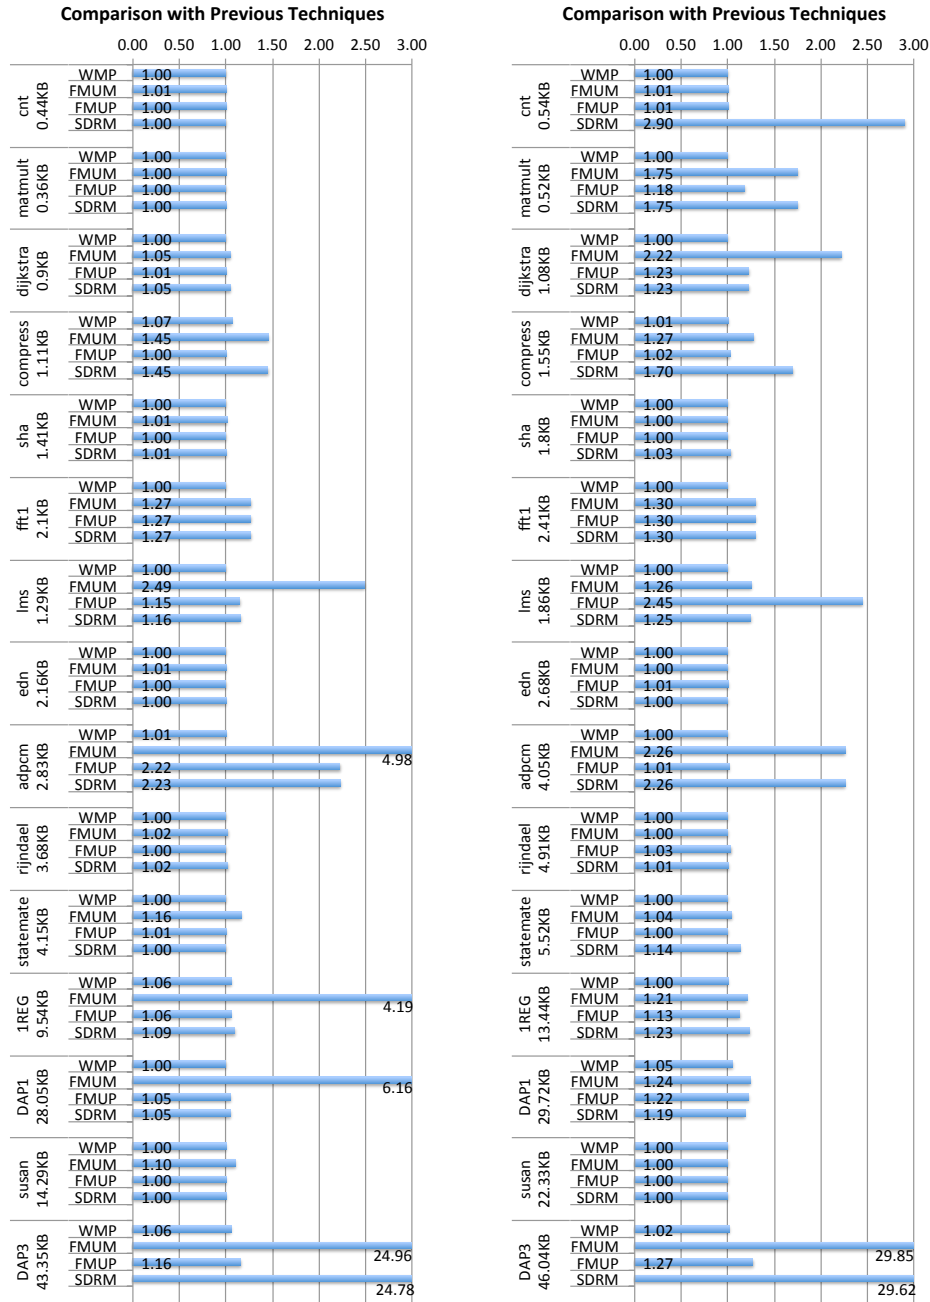 Comparison with Previous Techniques
0.00 0.50 1.00 1.50 2.00 2.50 3.00
cnt
0.44KB
WMP 1.00
FMUM 1.01
FMUP 1.00
SDRM 1.00
matmult
0.36KB
WMP 1.00
FMUM 1.00
FMUP 1.00
SDRM 1.00
dijkstra
0.9KB
WMP 1.00
FMUM 1.05
FMUP 1.01
SDRM 1.05
compress
1.11KB
WMP 1.07
FMUM 1.45
FMUP 1.00
SDRM 1.45
sha
1.41KB
WMP 1.00
FMUM 1.01
FMUP 1.00
SDRM 1.01
fft1
2.1KB
WMP 1.00
FMUM 1.27
FMUP 1.27
SDRM 1.27
lms
1.29KB
WMP 1.00
FMUM 2.49
FMUP 1.15
SDRM 1.16
edn
2.16KB
WMP 1.00
FMUM 1.01
FMUP 1.00
SDRM 1.00
adpcm
2.83KB
WMP 1.01
FMUM 4.98
FMUP 2.22
SDRM 2.23
rijndael
3.68KB
WMP 1.00
FMUM 1.02
FMUP 1.00
SDRM 1.02
statemate
4.15KB
WMP 1.00
FMUM 1.16
FMUP 1.01
SDRM 1.00
1REG
9.54KB
WMP 1.06
FMUM 4.19
FMUP 1.06
SDRM 1.09
DAP1
28.05KB
WMP 1.00
FMUM 6.16
FMUP 1.05
SDRM 1.05
susan
14.29KB
WMP 1.00
FMUM 1.10
FMUP 1.00
SDRM 1.00
DAP3
43.35KB
WMP 1.06
FMUM 24.96
FMUP 1.16
SDRM 24.78
Comparison with Previous Techniques
0.00 0.50 1.00 1.50 2.00 2.50 3.00
cnt
0.54KB
WMP 1.00
FMUM 1.01
FMUP 1.01
SDRM 2.90
matmult
0.52KB
WMP 1.00
FMUM 1.75
FMUP 1.18
SDRM 1.75
dijkstra
1.08KB
WMP 1.00
FMUM 2.22
FMUP 1.23
SDRM 1.23
compress
1.55KB
WMP 1.01
FMUM 1.27
FMUP 1.02
SDRM 1.70
sha
1.8KB
WMP 1.00
FMUM 1.00
FMUP 1.00
SDRM 1.03
fft1
2.41KB
WMP 1.00
FMUM 1.30
FMUP 1.30
SDRM 1.30
lms
1.86KB
WMP 1.00
FMUM 1.26
FMUP 2.45
SDRM 1.25
edn
2.68KB
WMP 1.00
FMUM 1.00
FMUP 1.01
SDRM 1.00
adpcm
4.05KB
WMP 1.00
FMUM 2.26
FMUP 1.01
SDRM 2.26
rijndael
4.91KB
WMP 1.00
FMUM 1.00
FMUP 1.03
SDRM 1.01
statemate
5.52KB
WMP 1.00
FMUM 1.04
FMUP 1.00
SDRM 1.14
1REG
13.44KB
WMP 1.00
FMUM 1.21
FMUP 1.13
SDRM 1.23
DAP1
29.72KB
WMP 1.05
FMUM 1.24
FMUP 1.22
SDRM 1.19
susan
22.33KB
WMP 1.00
FMUM 1.00
FMUP 1.00
SDRM 1.00
DAP3
46.04KB
WMP 1.02
FMUM 29.85
FMUP 1.27
SDRM 29.62